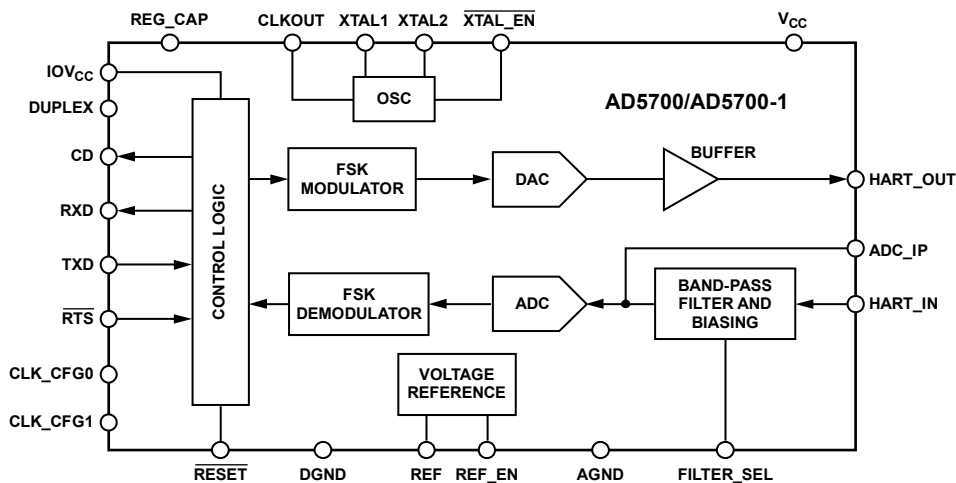 REG_CAP
CLKOUT
XTAL1
XTAL2
XTAL_EN
VCC
IOVCC
DUPLEX
CD
RXD
TXD
RTS
CLK_CFG0
CLK_CFG1
CONTROL LOGIC
OSC
AD5700/AD5700-1
FSK
MODULATOR
DAC
BUFFER
HART_OUT
ADC_IP
FSK
DEMODULATOR
ADC
BAND-PASS
FILTER AND
BIASING
HART_IN
VOLTAGE
REFERENCE
RESET
DGND
REF
REF_EN
AGND
FILTER_SEL